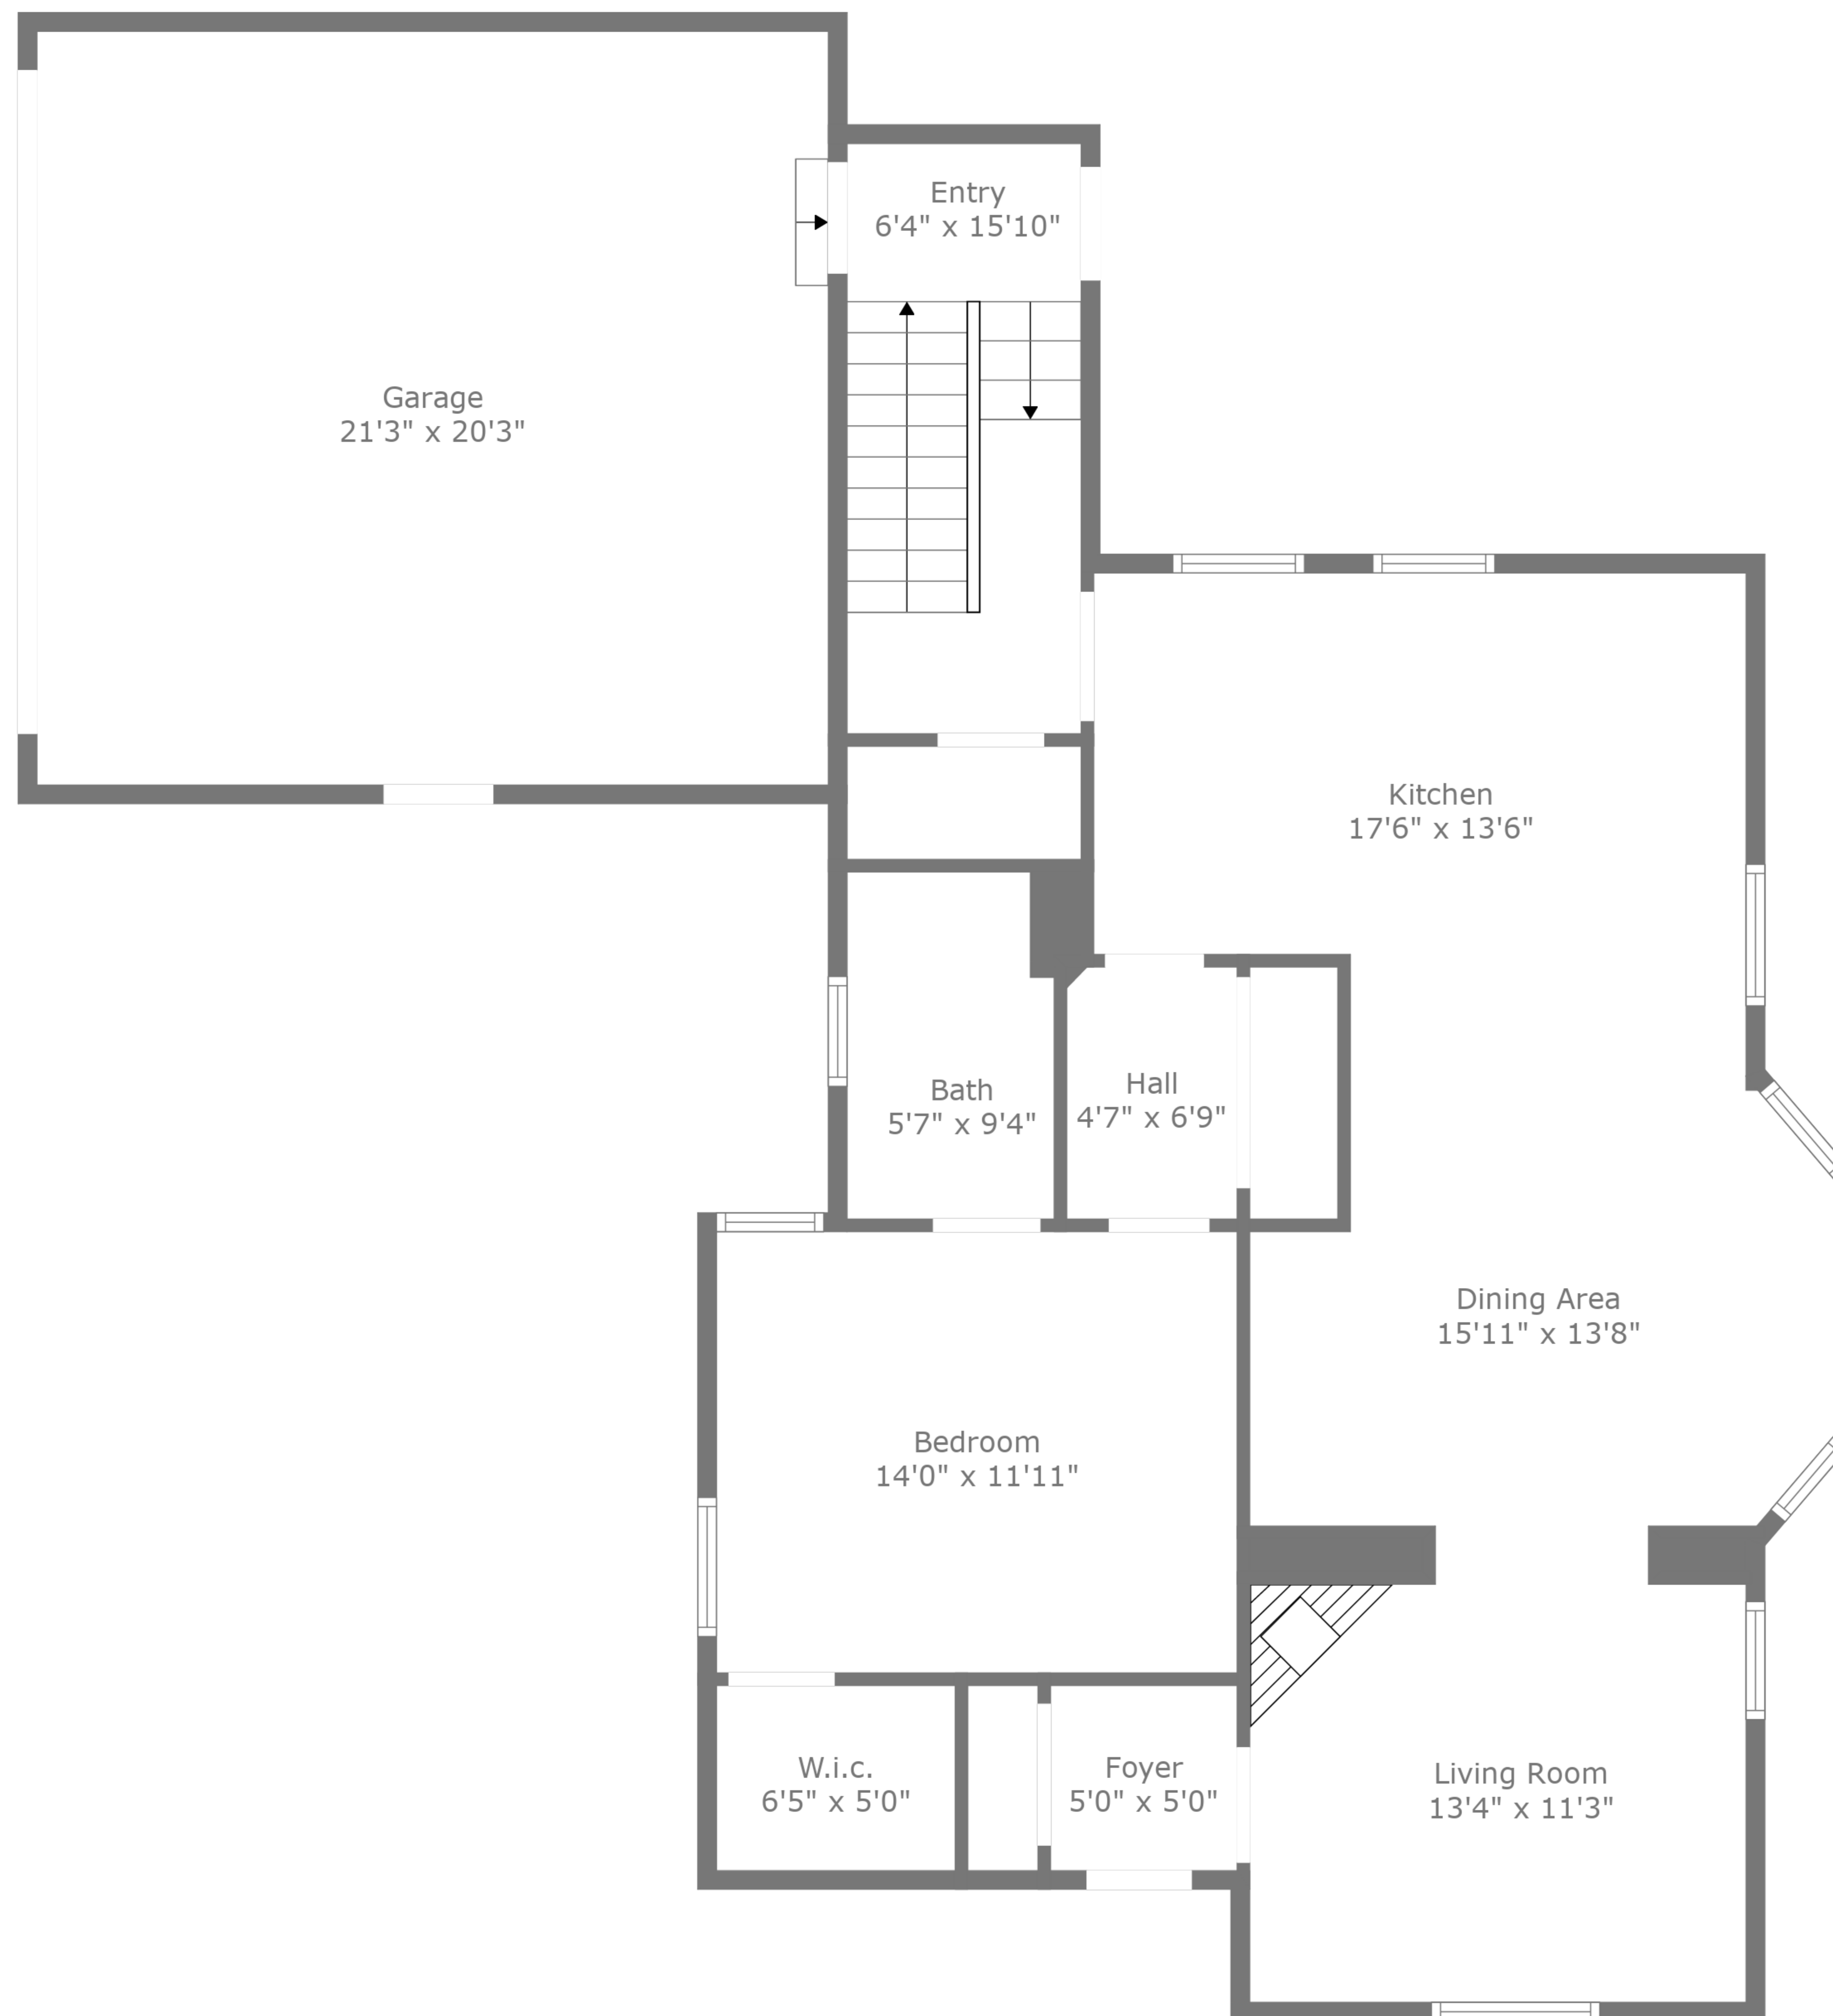 Entry
6'4" x 15'10"
Garage
21'3" x 20'3"
Kitchen
17'6" x 13'6"
Bath
5'7" x 9'4"
Hall
4'7" x 6'9"
Dining Area
15'11" x 13'8"
Bedroom
14'0" x 11'11"
W.i.c.
6'5" x 5'0"
Foyer
5'0" x 5'0"
Living Room
13'4" x 11'3"